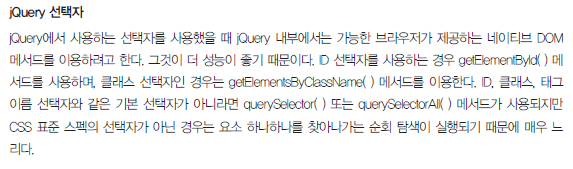 jQuery 선택자
jQuery에서 사용하는 선택자를 사용했을 때 jQuery 내부에서는 가능한 브라우저가 제공하는 네이티브 DOM
메서드를 이용하려고 한다. 그것이 더 성능이 좋기 때문이다. ID 선택자를 사용하는 경우 getElementById( ) 메
서드를 사용하며, 클래스 선택자인 경우는 getElementsByClassName( ) 메서드를 이용한다. ID, 클래스, 태그
이름 선택자와 같은 기본 선택자가 아니라면 querySelector( ) 또는 querySelectorAll( ) 메서드가 사용되지만
CSS 표준 스펙의 선택자가 아닌 경우는 요소 하나하나를 찾아나가는 순회 탐색이 실행되기 때문에 매우 느
리다.